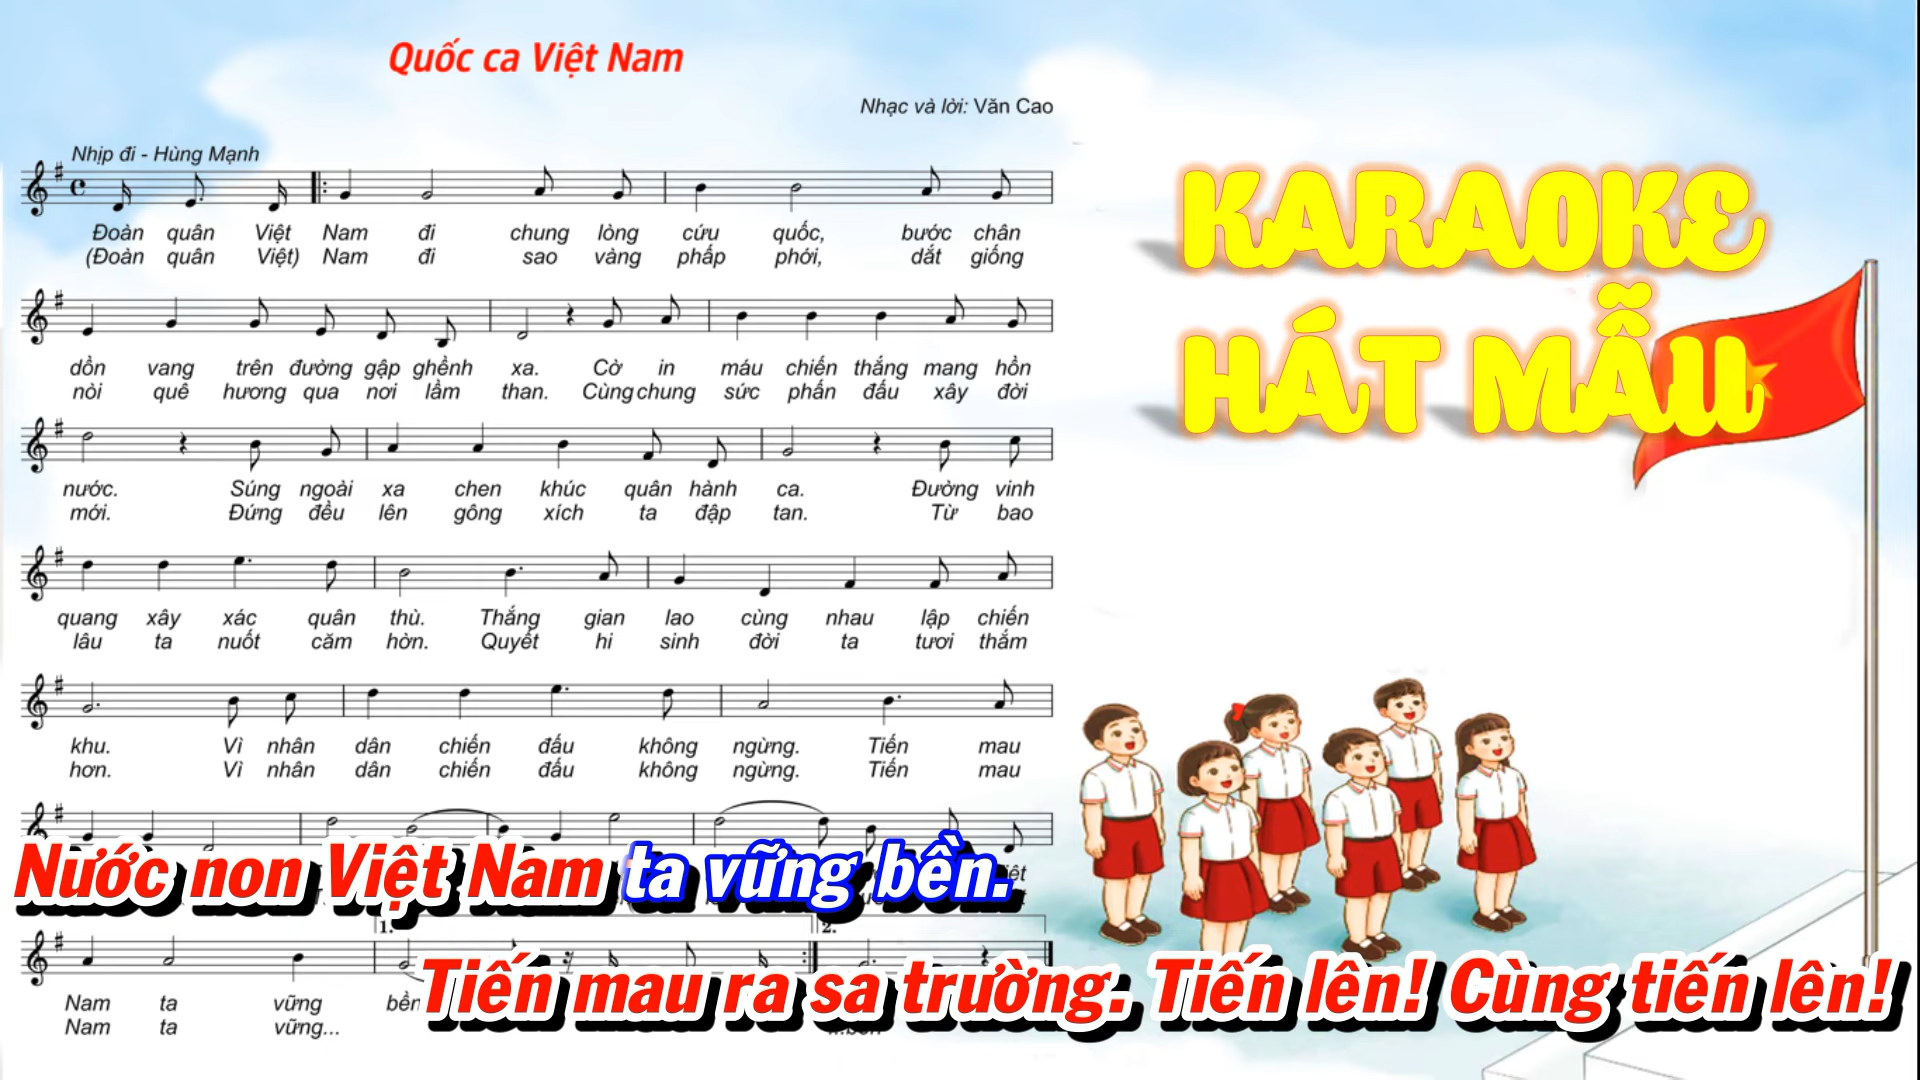 Quốc ca Việt Nam
Nhạc và lời: Văn Cao
Nhịp đi - Hùng Mạnh
Đoàn quân Việt Nam đi chung lòng cứu quốc, bước chân
(Đoàn quân Việt) Nam đi sao vàng phấp phới, dắt giống
dồn vang trên đường gập ghềnh xa. Cờ in máu chiến thắng mang hồn
nòi quê hương qua nơi lầm than. Cùng chung sức phấn đấu xây đời
nước. Súng ngoài xa chen khúc quân hành ca. Đường vinh
mới. Đứng đều lên gông xích ta đập tan. Từ bao
quang xây xác quân thù. Thắng gian lao cùng nhau lập chiến
lâu ta nuốt căm hờn. Quyết hi sinh đời ta tươi thắm
khu. Vì nhân dân chiến đấu không ngừng. Tiến mau
hơn. Vì nhân dân chiến đấu không ngừng. Tiến mau
Nước non Việt Nam ta vững bền.
1.
2.
Nam ta vững bền
Nam ta vững...
Tiến mau ra sa trường. Tiến lên! Cùng tiến lên!
KARAOKE
HÁT MẪU